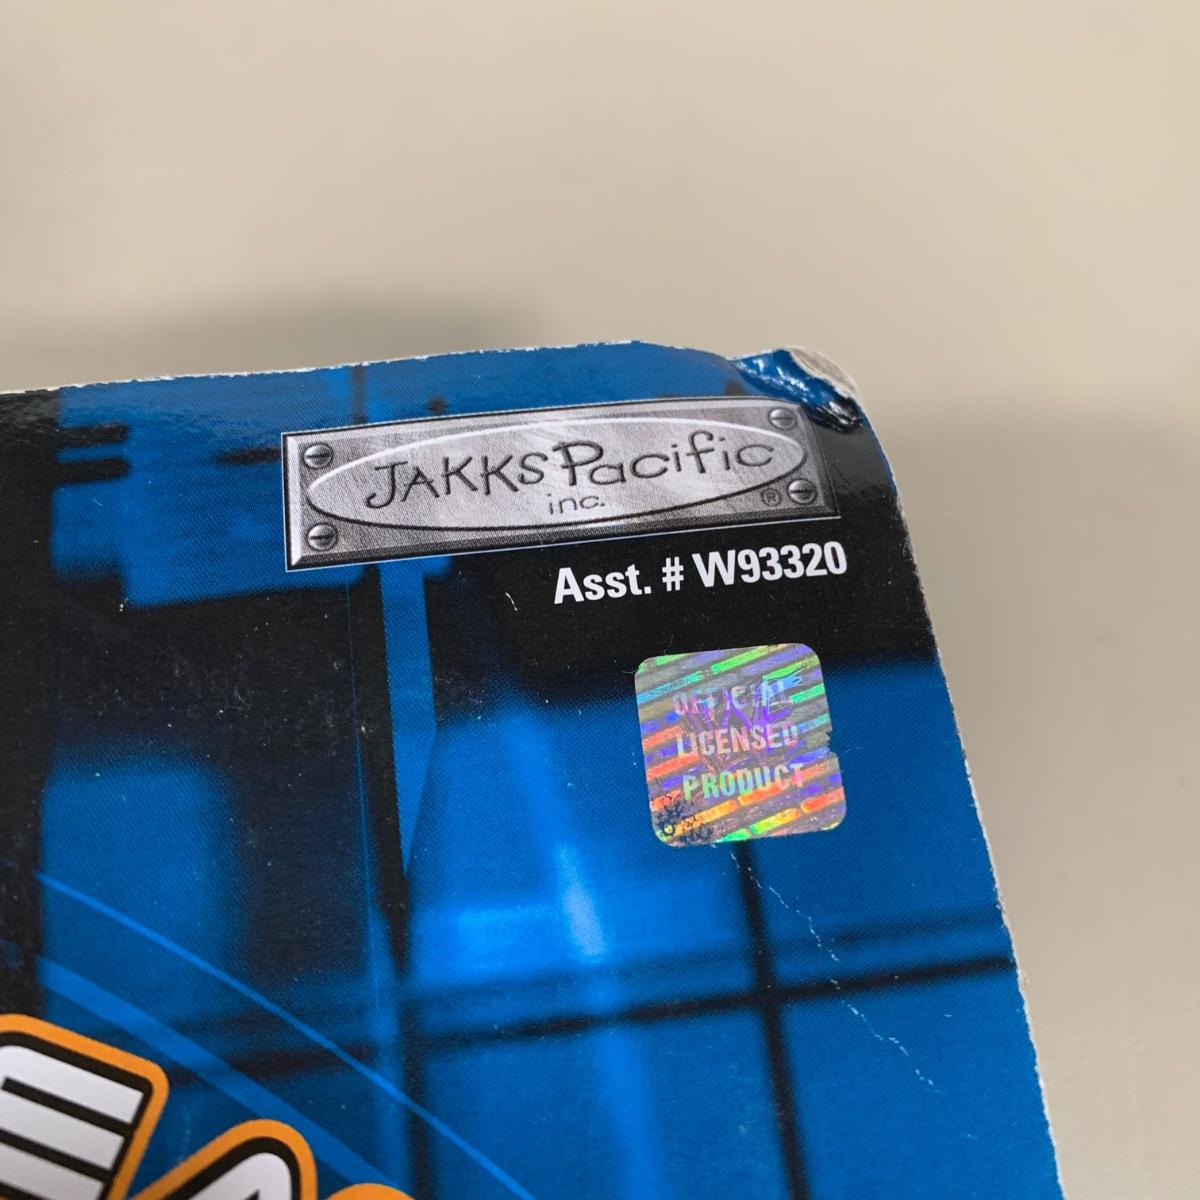 JAKKS Pacific
inc. ®
Asst. # W93320
OFFICIAL
LICENSED
PRODUCT